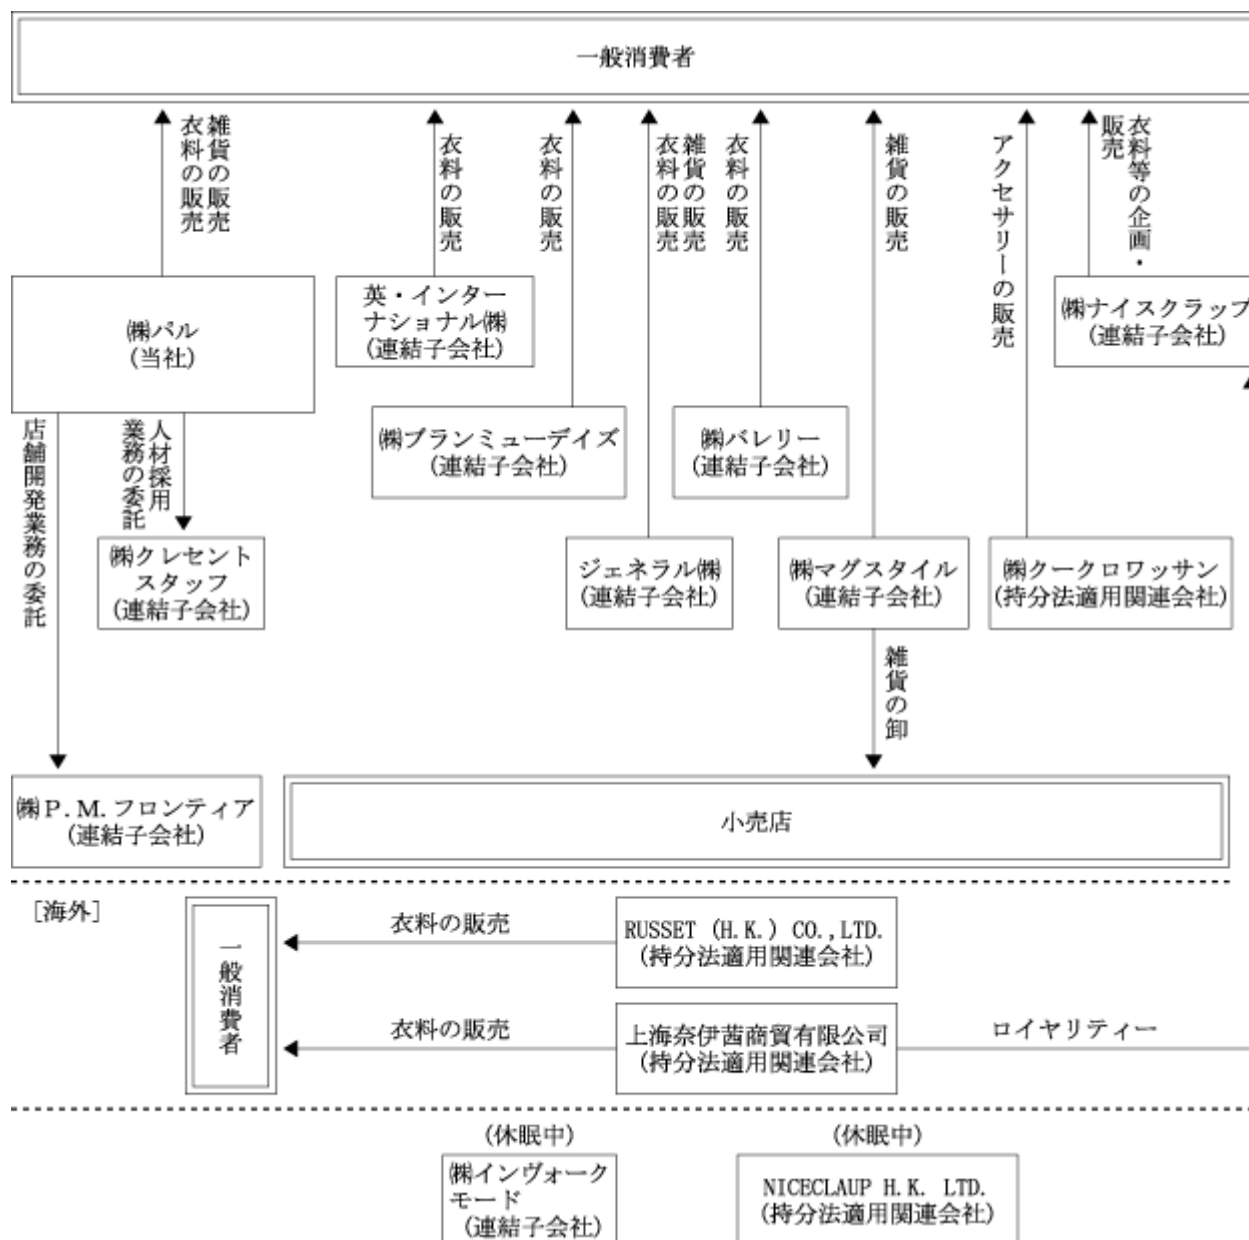 一般消費者
雑貨の販売
衣料の販売
衣料の販売
衣料の販売
雑貨の販売
衣料の販売
衣料の販売
雑貨の販売
アクセサリーの販売
衣料等の企画・
販売
㈱パル
(当社)
英・インター
ナショナル㈱
(連結子会社)
㈱ナイスクラップ
(連結子会社)
㈱ブランミューデイズ
(連結子会社)
㈱バレリー
(連結子会社)
店舗開発業務の委託
人材採用
業務の委託
㈱クレセント
スタッフ
(連結子会社)
ジェネラル㈱
(連結子会社)
㈱マグスタイル
(連結子会社)
㈱クークロワッサン
(持分法適用関連会社)
雑貨の卸
㈱P.M.フロンティア
(連結子会社)
小売店
[海外]
一般消費者
衣料の販売
RUSSET (H.K.) CO.,LTD.
(持分法適用関連会社)
衣料の販売
上海奈伊茜商貿有限公司
(持分法適用関連会社)
ロイヤリティー
(休眠中)
㈱インヴォーク
モード
(連結子会社)
(休眠中)
NICECLAUP H.K. LTD.
(持分法適用関連会社)